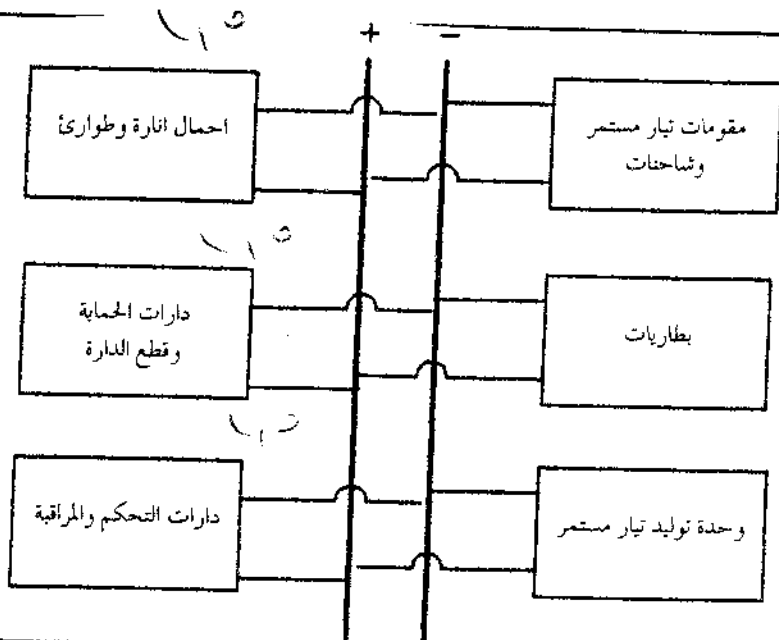 + -
احمال انارة وطوارئ
مقومات تيار مستمر
وشاحنات
دارات الحماية
وقطع الدارة
بطاريات
دارات التحكم والمراقبة
وحدة توليد تيار مستمر